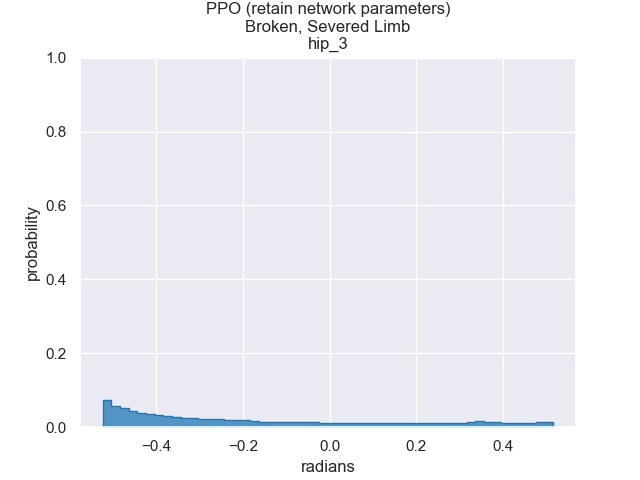 PPO (retain network parameters)
Broken, Severed Limb
hip_3
1.0
0.8
0.6
0.4
0.2
0.0
probability
−0.4 −0.2 0.0 0.2 0.4
radians